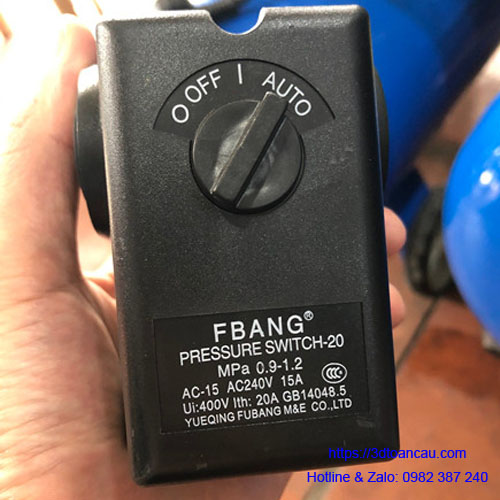 O OFF I AUTO
FBANG®
PRESSURE SWITCH-20
MPa 0.9-1.2
AC-15 AC240V 15A
Ui:400V Ith: 20A GB14048.5
YUEQING FUBANG M&E CO.,LTD
CCC
https://3dtoancau.com
Hotline & Zalo: 0982 387 240